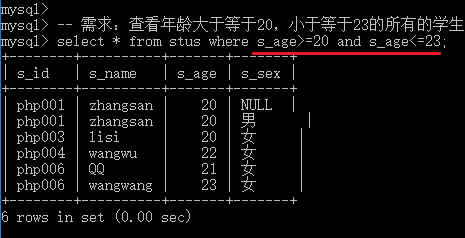 mysql>
mysql> -- 需求：查看年龄大于等于20，小于等于23的所有的学生
mysql> select * from stus where s_age>=20 and s_age<=23;
+--------+----------+-------+-------+
| s_id | s_name | s_age | s_sex |
+--------+----------+-------+-------+
| php001 | zhangsan | 20 | NULL |
| php001 | zhangsan | 20 | 男 |
| php003 | lisi | 20 | 女 |
| php004 | wangwu | 22 | 女 |
| php006 | QQ | 21 | 女 |
| php006 | wangwang | 23 | 女 |
+--------+----------+-------+-------+
6 rows in set (0.00 sec)